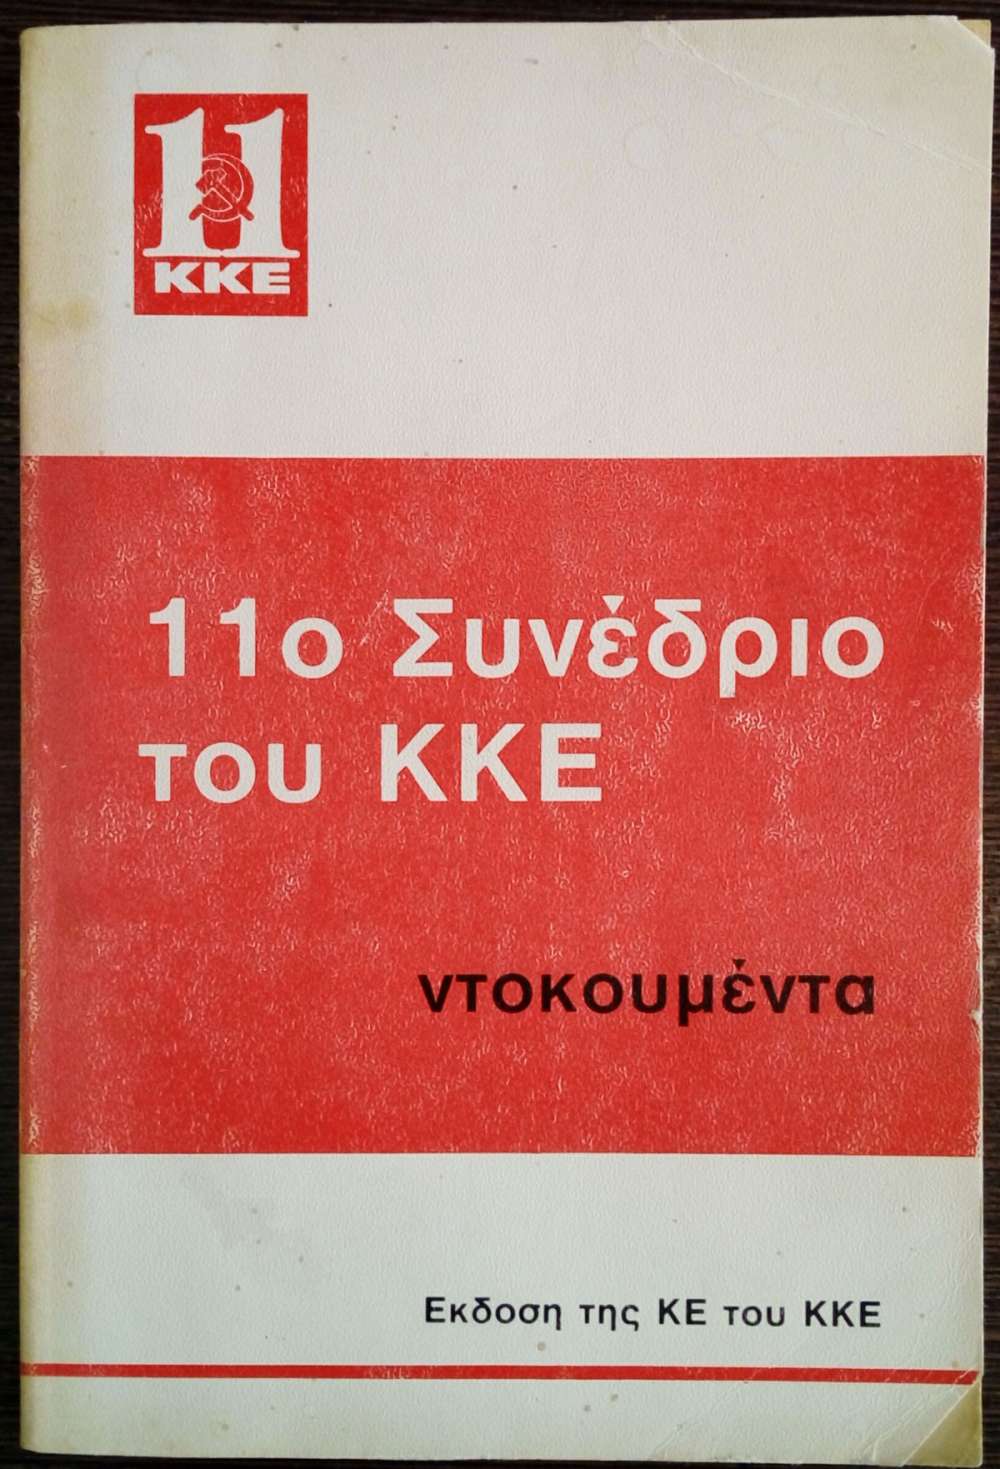 11
ΚΚΕ
11ο Συνέδριο
του ΚΚΕ
ντοκουμέντα
Εκδοση της ΚΕ του ΚΚΕ